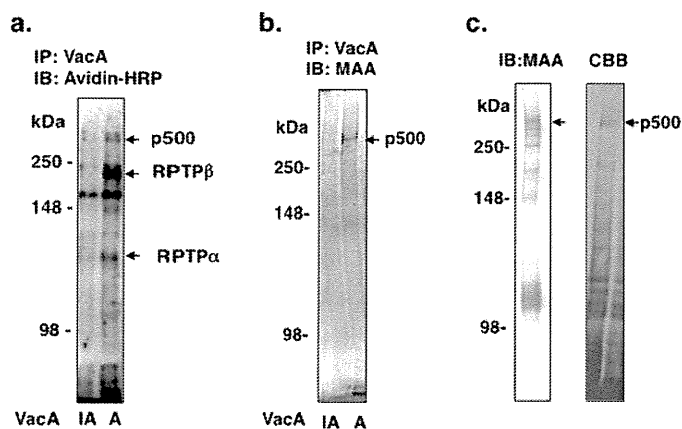 a.
IP: VacA
IB: Avidin-HRP
kDa
p500
250 -
RPTPβ
148 -
RPTPα
98 -
VacA IA A
b.
IP: VacA
IB: MAA
kDa
p500
250-
148-
98-
VacA IA A
c.
IB:MAA CBB
kDa
p500
250-
148-
98-